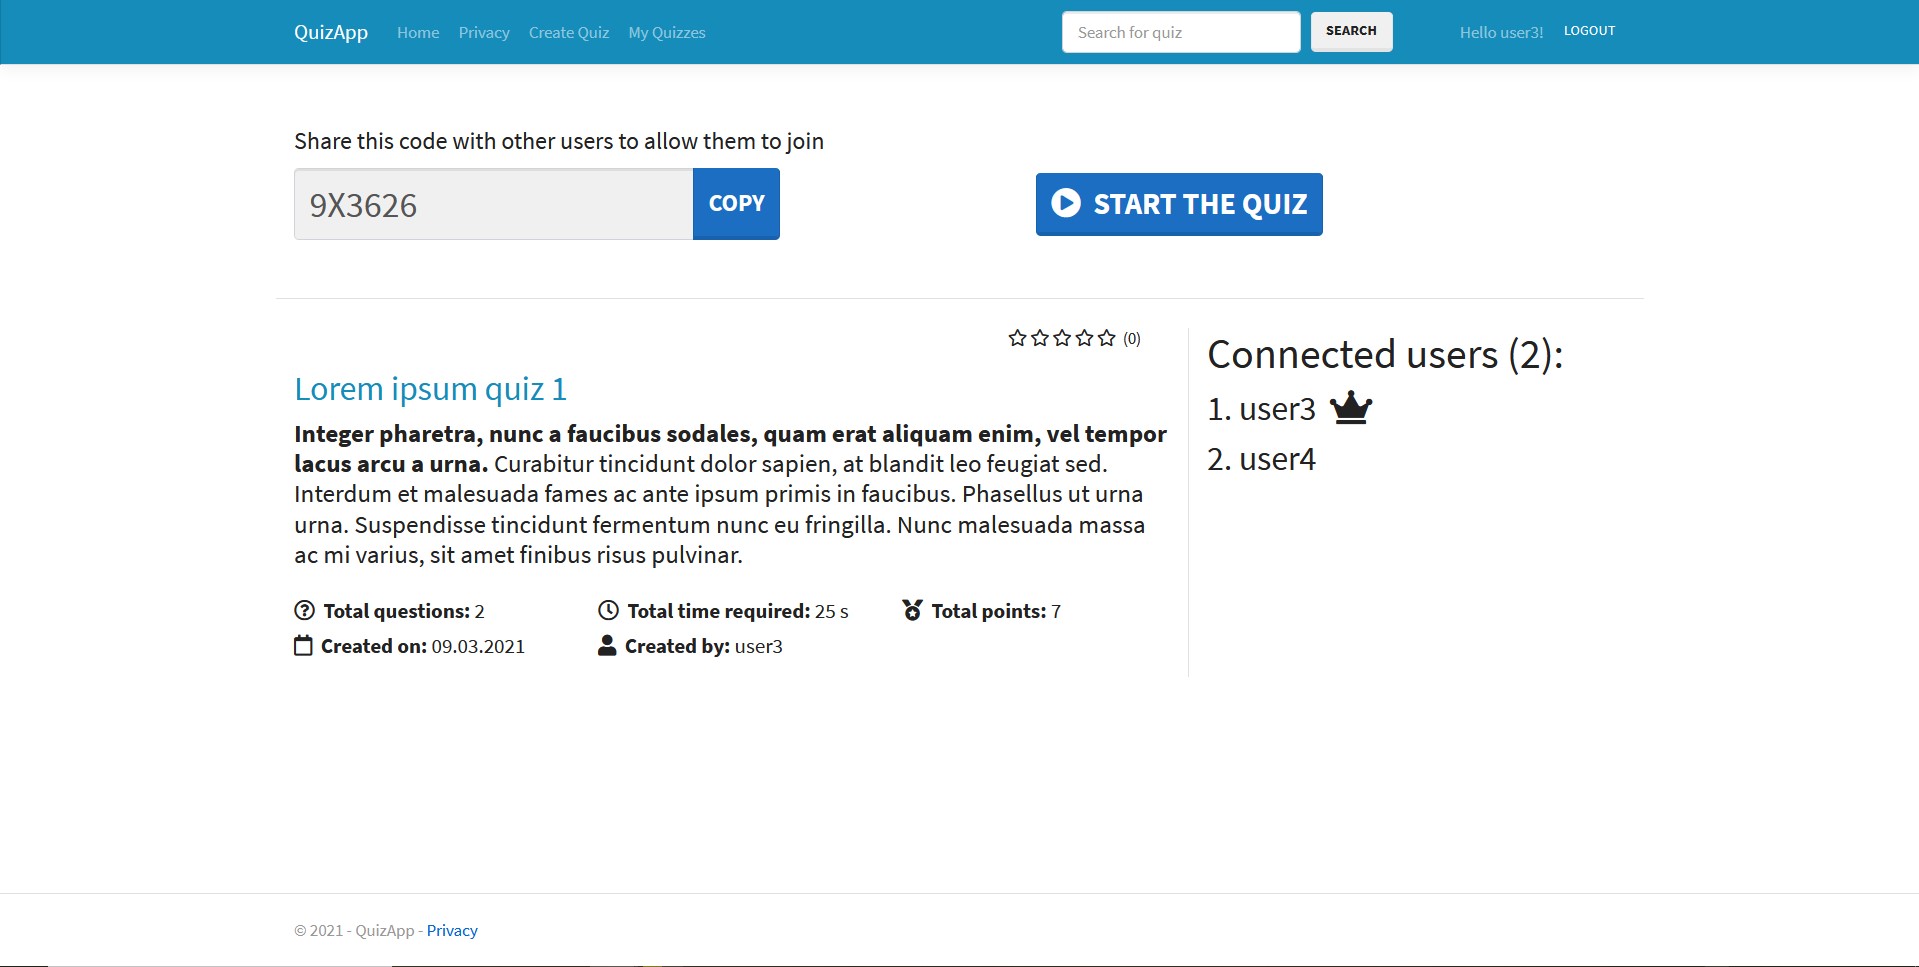 QuizApp Home Privacy Create Quiz My Quizzes Search for quiz SEARCH Hello user3! LOGOUT
Share this code with other users to allow them to join
9X3626 COPY START THE QUIZ
(0)
Connected users (2):
1. user3
2. user4
Lorem ipsum quiz 1
Integer pharetra, nunc a faucibus sodales, quam erat aliquam enim, vel tempor
lacus arcu a urna. Curabitur tincidunt dolor sapien, at blandit leo feugiat sed.
Interdum et malesuada fames ac ante ipsum primis in faucibus. Phasellus ut urna
urna. Suspendisse tincidunt fermentum nunc eu fringilla. Nunc malesuada massa
ac mi varius, sit amet finibus risus pulvinar.
Total questions: 2 Total time required: 25 s Total points: 7
Created on: 09.03.2021 Created by: user3
© 2021 - QuizApp - Privacy